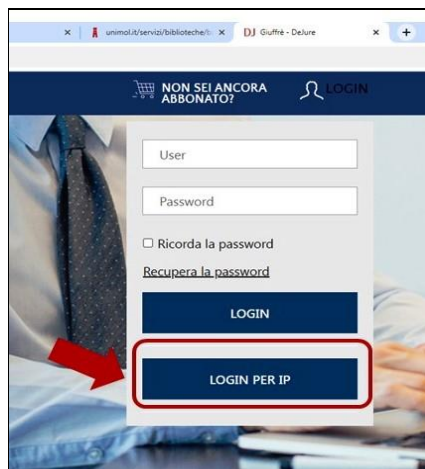 unimol.it/servizi/biblioteche/b
DJ Giuffrè - DeJure
NON SEI ANCORA
ABBONATO?
LOGIN
User
Password
Ricorda la password
Recupera la password
LOGIN
LOGIN PER IP